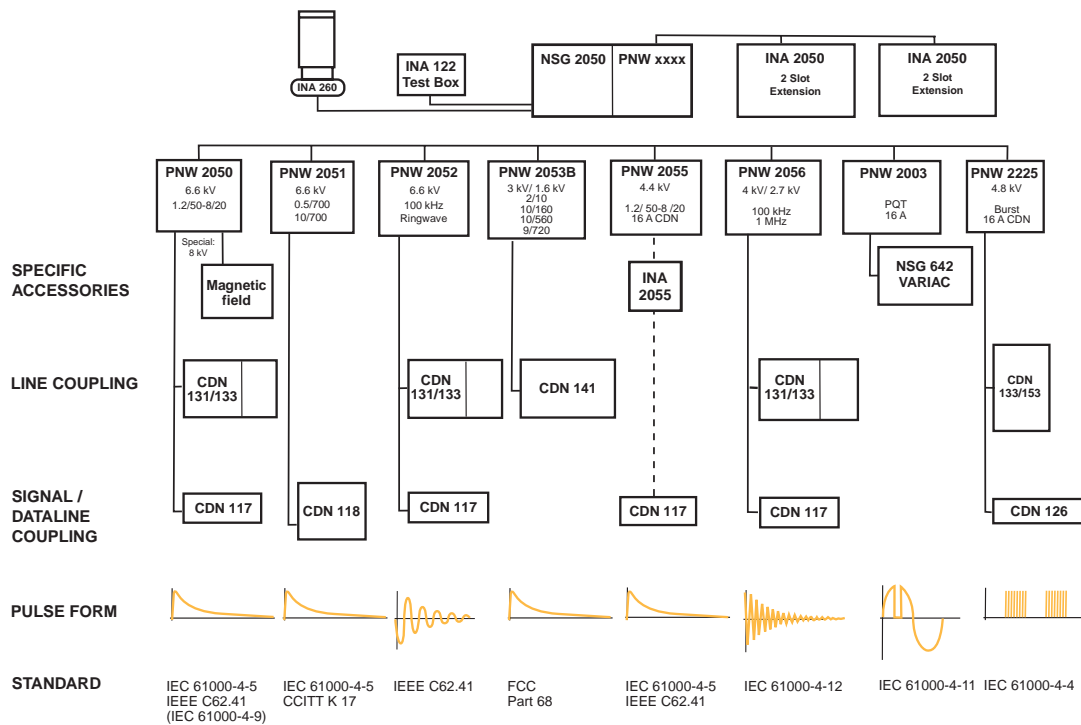 INA 260
INA 122
Test Box
NSG 2050
PNW xxxx
INA 2050
2 Slot
Extension
INA 2050
2 Slot
Extension
PNW 2050
6.6 kV
1.2/50-8/20
PNW 2051
6.6 kV
0.5/700
10/700
PNW 2052
6.6 kV
100 kHz
Ringwave
PNW 2053B
3 kV/ 1.6 kV
2/10
10/160
10/560
9/720
PNW 2055
4.4 kV
1.2/ 50-8 /20
16 A CDN
PNW 2056
4 kV/ 2.7 kV
100 kHz
1 MHz
PNW 2003
PQT
16 A
PNW 2225
4.8 kV
Burst
16 A CDN
Special:
8 kV
SPECIFIC
ACCESSORIES
Magnetic
field
INA
2055
NSG 642
VARIAC
LINE COUPLING
CDN
131/133
CDN
131/133
CDN 141
CDN
131/133
CDN
133/153
SIGNAL /
DATALINE
COUPLING
CDN 117
CDN 118
CDN 117
CDN 117
CDN 117
CDN 126
PULSE FORM
STANDARD
IEC 61000-4-5
IEEE C62.41
(IEC 61000-4-9)
IEC 61000-4-5
CCITT K 17
IEEE C62.41
FCC
Part 68
IEC 61000-4-5
IEEE C62.41
IEC 61000-4-12
IEC 61000-4-11
IEC 61000-4-4